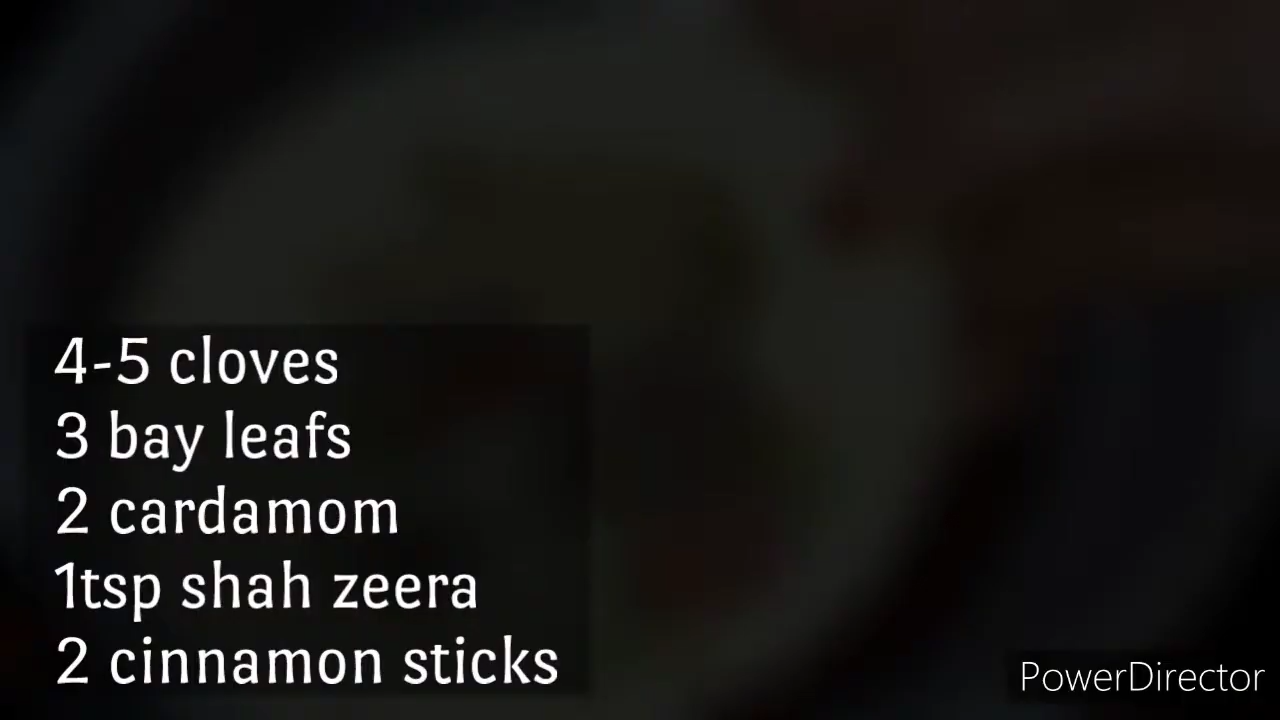 4-5 cloves
3 bay leafs
2 cardamom
1tsp shah zeera
2 cinnamon sticks
PowerDirector